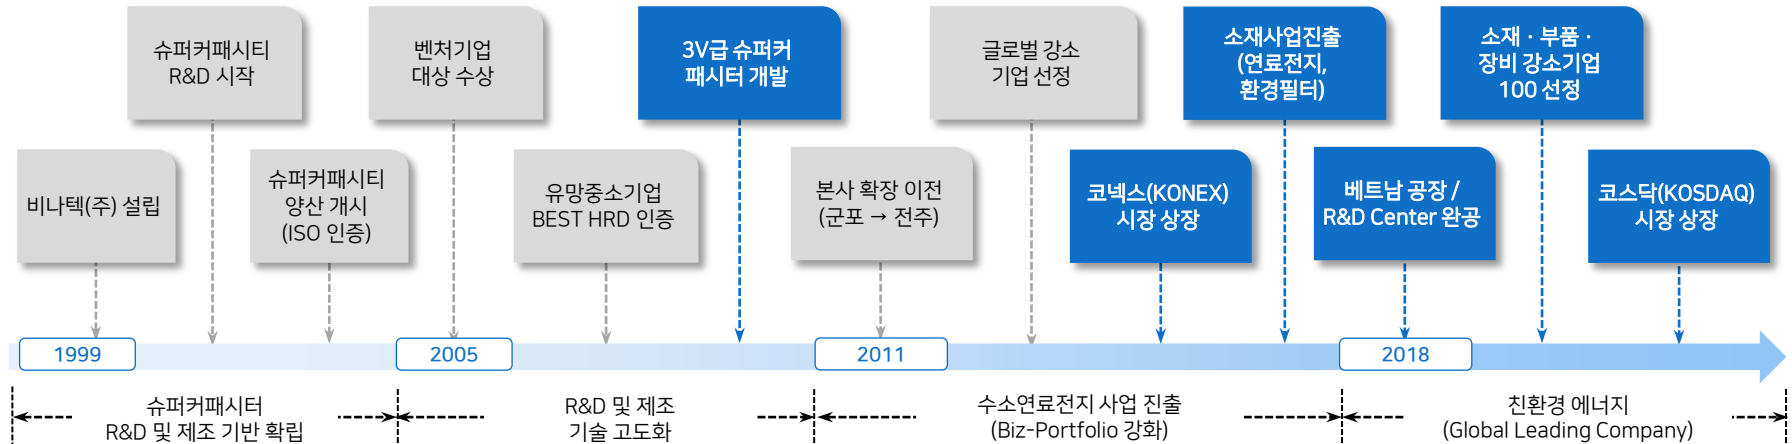 슈퍼커패시티
R&D 시작
벤처기업
대상 수상
3V급 슈퍼커
패시터 개발
글로벌 강소
기업 선정
소재사업진출
(연료전지,
환경필터)
소재 · 부품 ·
장비 강소기업
100 선정
비나텍(주) 설립
슈퍼커패시티
양산 개시
(ISO 인증)
유망중소기업
BEST HRD 인증
본사 확장 이전
(군포 → 전주)
코넥스(KONEX)
시장 상장
베트남 공장 /
R&D Center 완공
코스닥(KOSDAQ)
시장 상장
1999
2005
2011
2018
슈퍼커패시터
R&D 및 제조 기반 확립
R&D 및 제조
기술 고도화
수소연료전지 사업 진출
(Biz-Portfolio 강화)
친환경 에너지
(Global Leading Company)